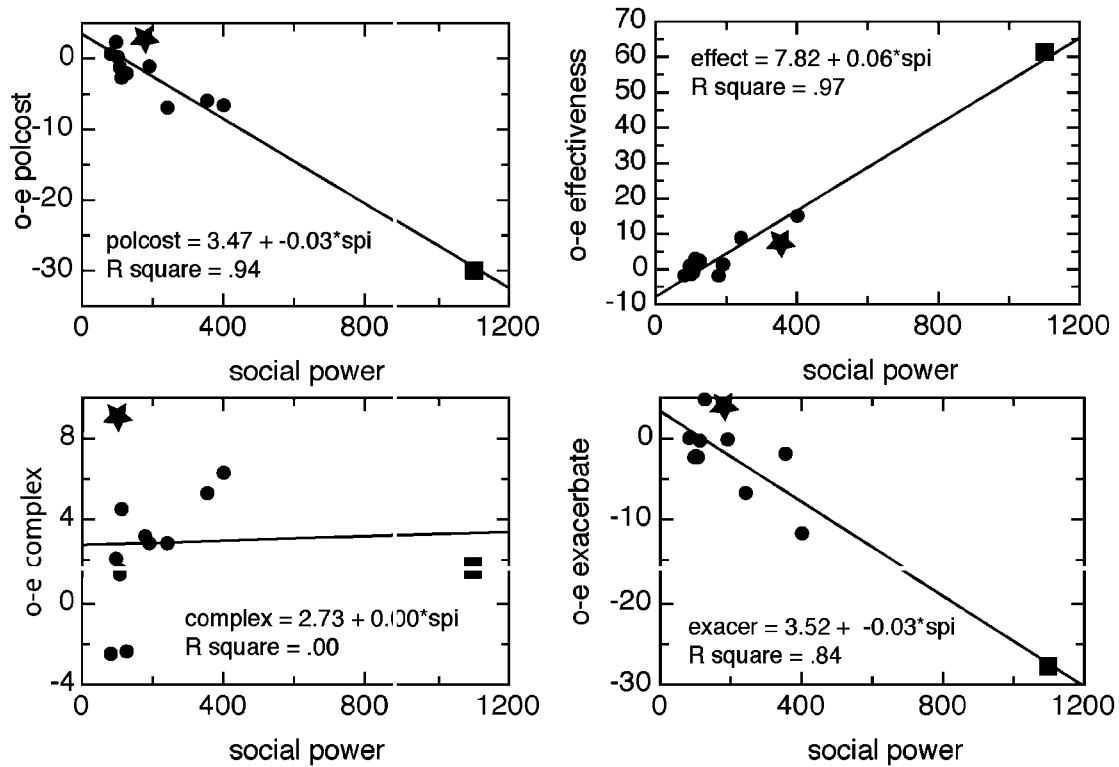 0
-10
-20
-30
o-e polcost
polcost = 3.47 + -0.03*spi
R square = .94
0 400 800 1200
social power
70
60
50
40
30
20
10
0
-10
o-e effectiveness
effect = 7.82 + 0.06*spi
R square = .97
0 400 800 1200
social power
8
4
0
-4
o-e complex
complex = 2.73 + 0.00*spi
R square = .00
0 400 800 1200
social power
0
-10
-20
-30
o-e exacerbate
exacer = 3.52 + -0.03*spi
R square = .84
0 400 800 1200
social power